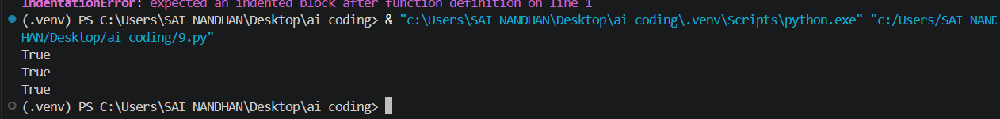 IndentationError: expected an indented block after function definition on line 1
(.venv) PS C:\Users\SAI NANDHAN\Desktop\ai coding> & "c:\Users\SAI NANDHAN\Desktop\ai coding\.venv\Scripts\python.exe" "c:/Users/SAI NAND
HAN/Desktop/ai coding/9.py"
True
True
True
(.venv) PS C:\Users\SAI NANDHAN\Desktop\ai coding>